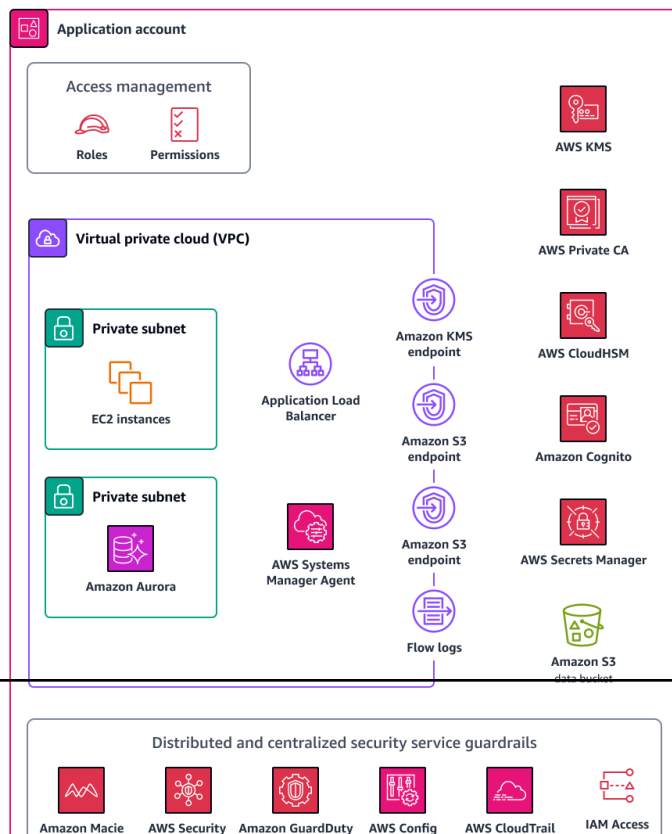 Application account
Access management
Roles
Permissions
AWS KMS
AWS Private CA
Virtual private cloud (VPC)
Amazon KMS
endpoint
Private subnet
EC2 instances
Application Load
Balancer
AWS CloudHSM
Amazon S3
endpoint
Amazon Cognito
Private subnet
Amazon Aurora
AWS Systems
Manager Agent
Amazon S3
endpoint
AWS Secrets Manager
Flow logs
Amazon S3
data bucket
Distributed and centralized security service guardrails
Amazon Macie
AWS Security
Amazon GuardDuty
AWS Config
AWS CloudTrail
IAM Access